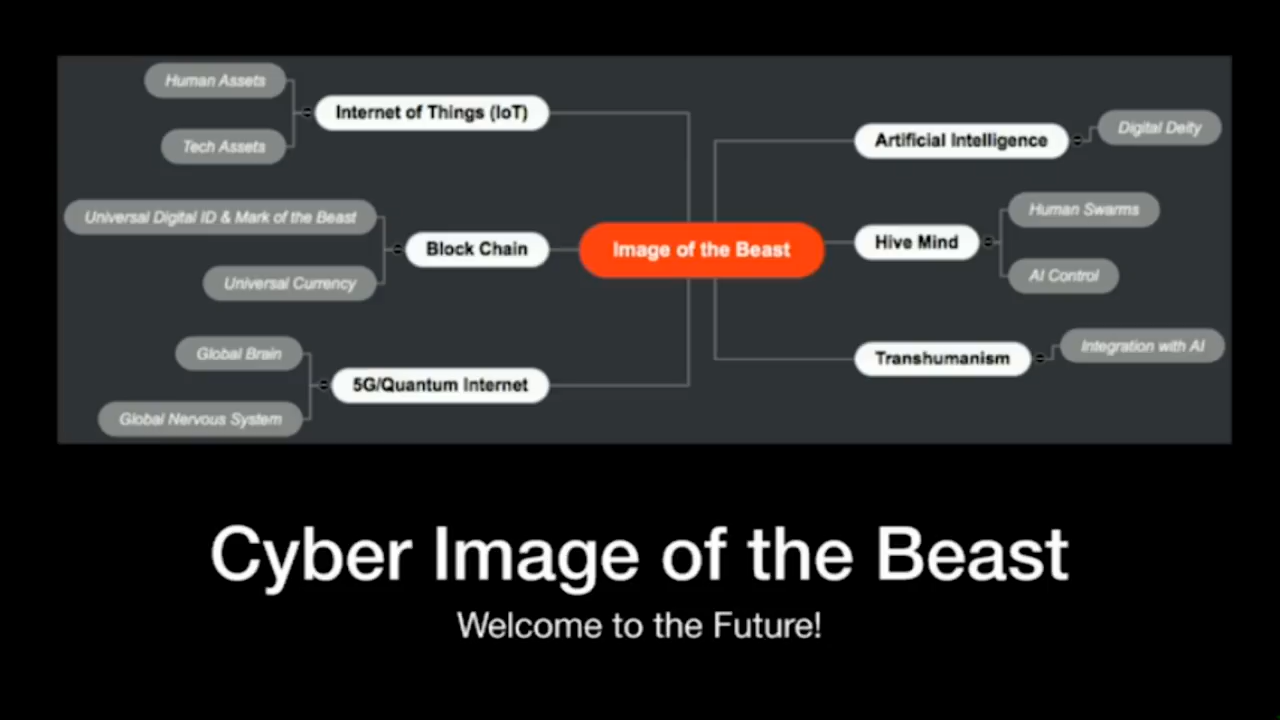 Human Assets
Internet of Things (IoT)
Tech Assets
Universal Digital ID & Mark of the Beast
Block Chain
Universal Currency
Global Brain
5G/Quantum Internet
Global Nervous System
Image of the Beast
Artificial Intelligence
Digital Deity
Human Swarms
Hive Mind
AI Control
Transhumanism
Integration with AI
Cyber Image of the Beast
Welcome to the Future!